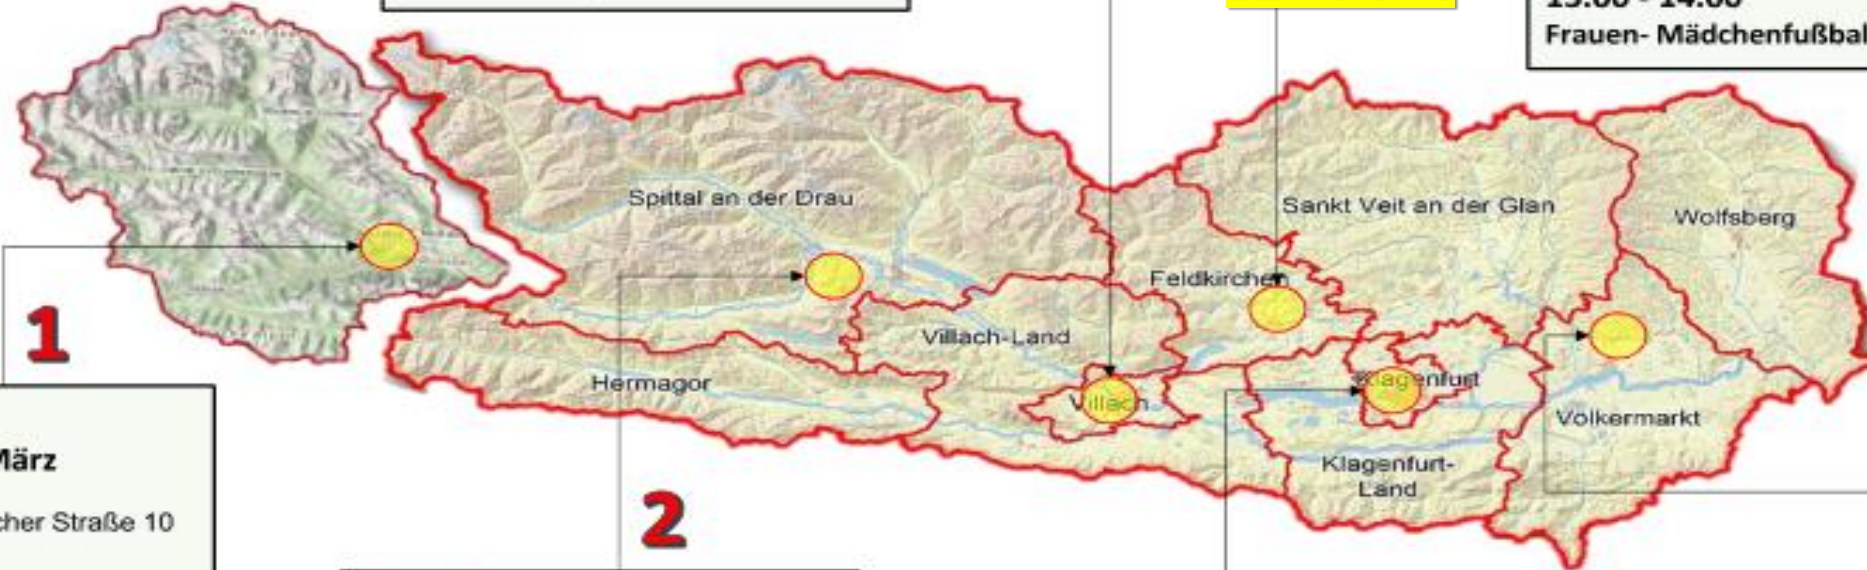 Frauen- Mädchenfußbal
Spittal an der Drau
Sankt Veit an der Glan
Wolfsberg
Feldkirchen
Villach-Land
Hermagor
Klagenfurt
Villach
Völkermarkt
Klagenfurt-
Land
1
März
cher Straße 10
2